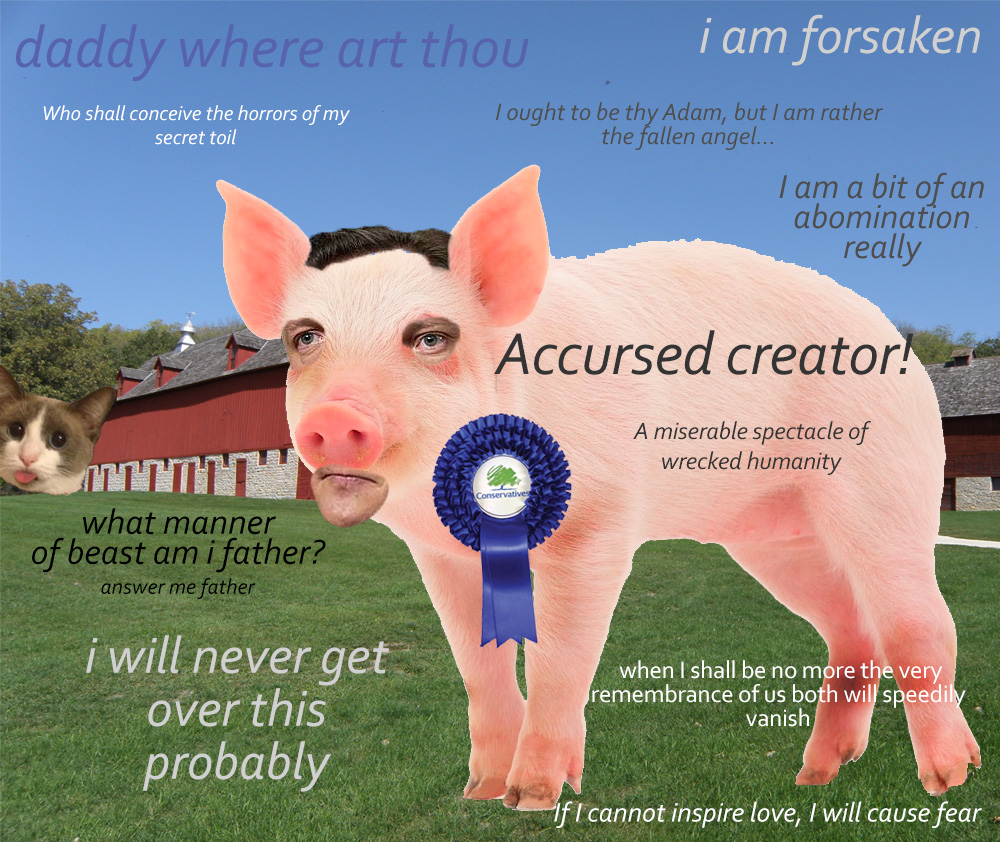 daddy where art thou
i am forsaken
Who shall conceive the horrors of my
secret toil
I ought to be thy Adam, but I am rather
the fallen angel...
I am a bit of an
abomination
really
Accursed creator!
A miserable spectacle of
wrecked humanity
Conservatives
what manner
of beast am i father?
answer me father
i will never get
over this
probably
when I shall be no more the very
remembrance of us both will speedily
vanish
If I cannot inspire love, I will cause fear